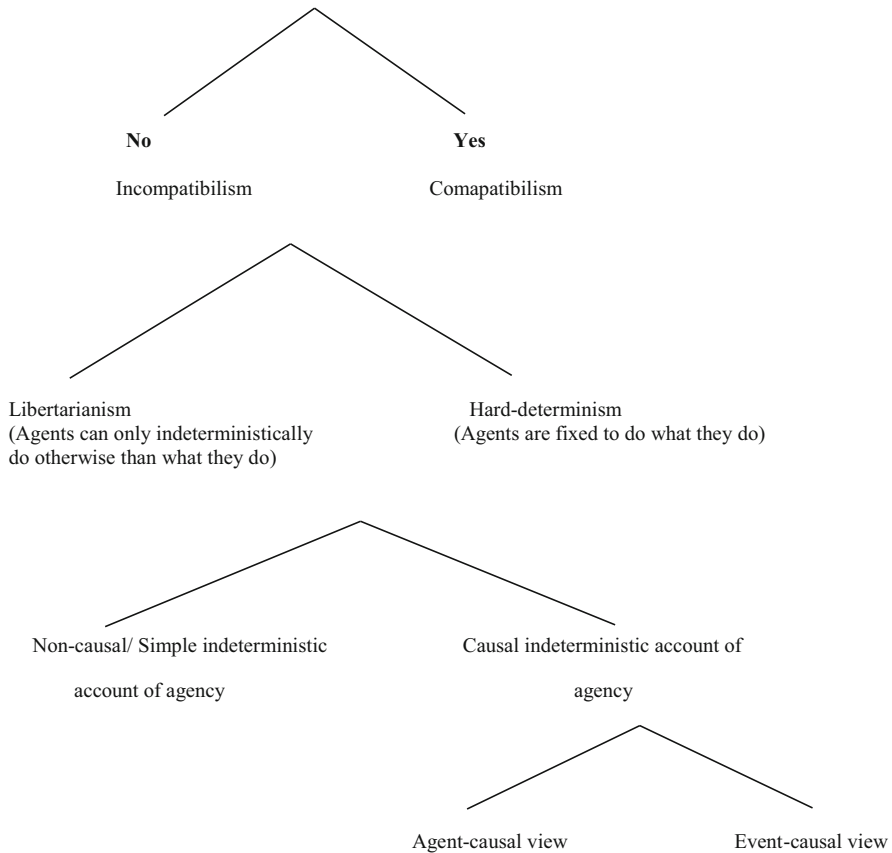 No
Yes
Incompatibilism
Comapatibilism
Libertarianism
(Agents can only indeterministically
do otherwise than what they do)
Hard-determinism
(Agents are fixed to do what they do)
Non-causal/ Simple indeterministic
account of agency
Causal indeterministic account of
agency
Agent-causal view
Event-causal view